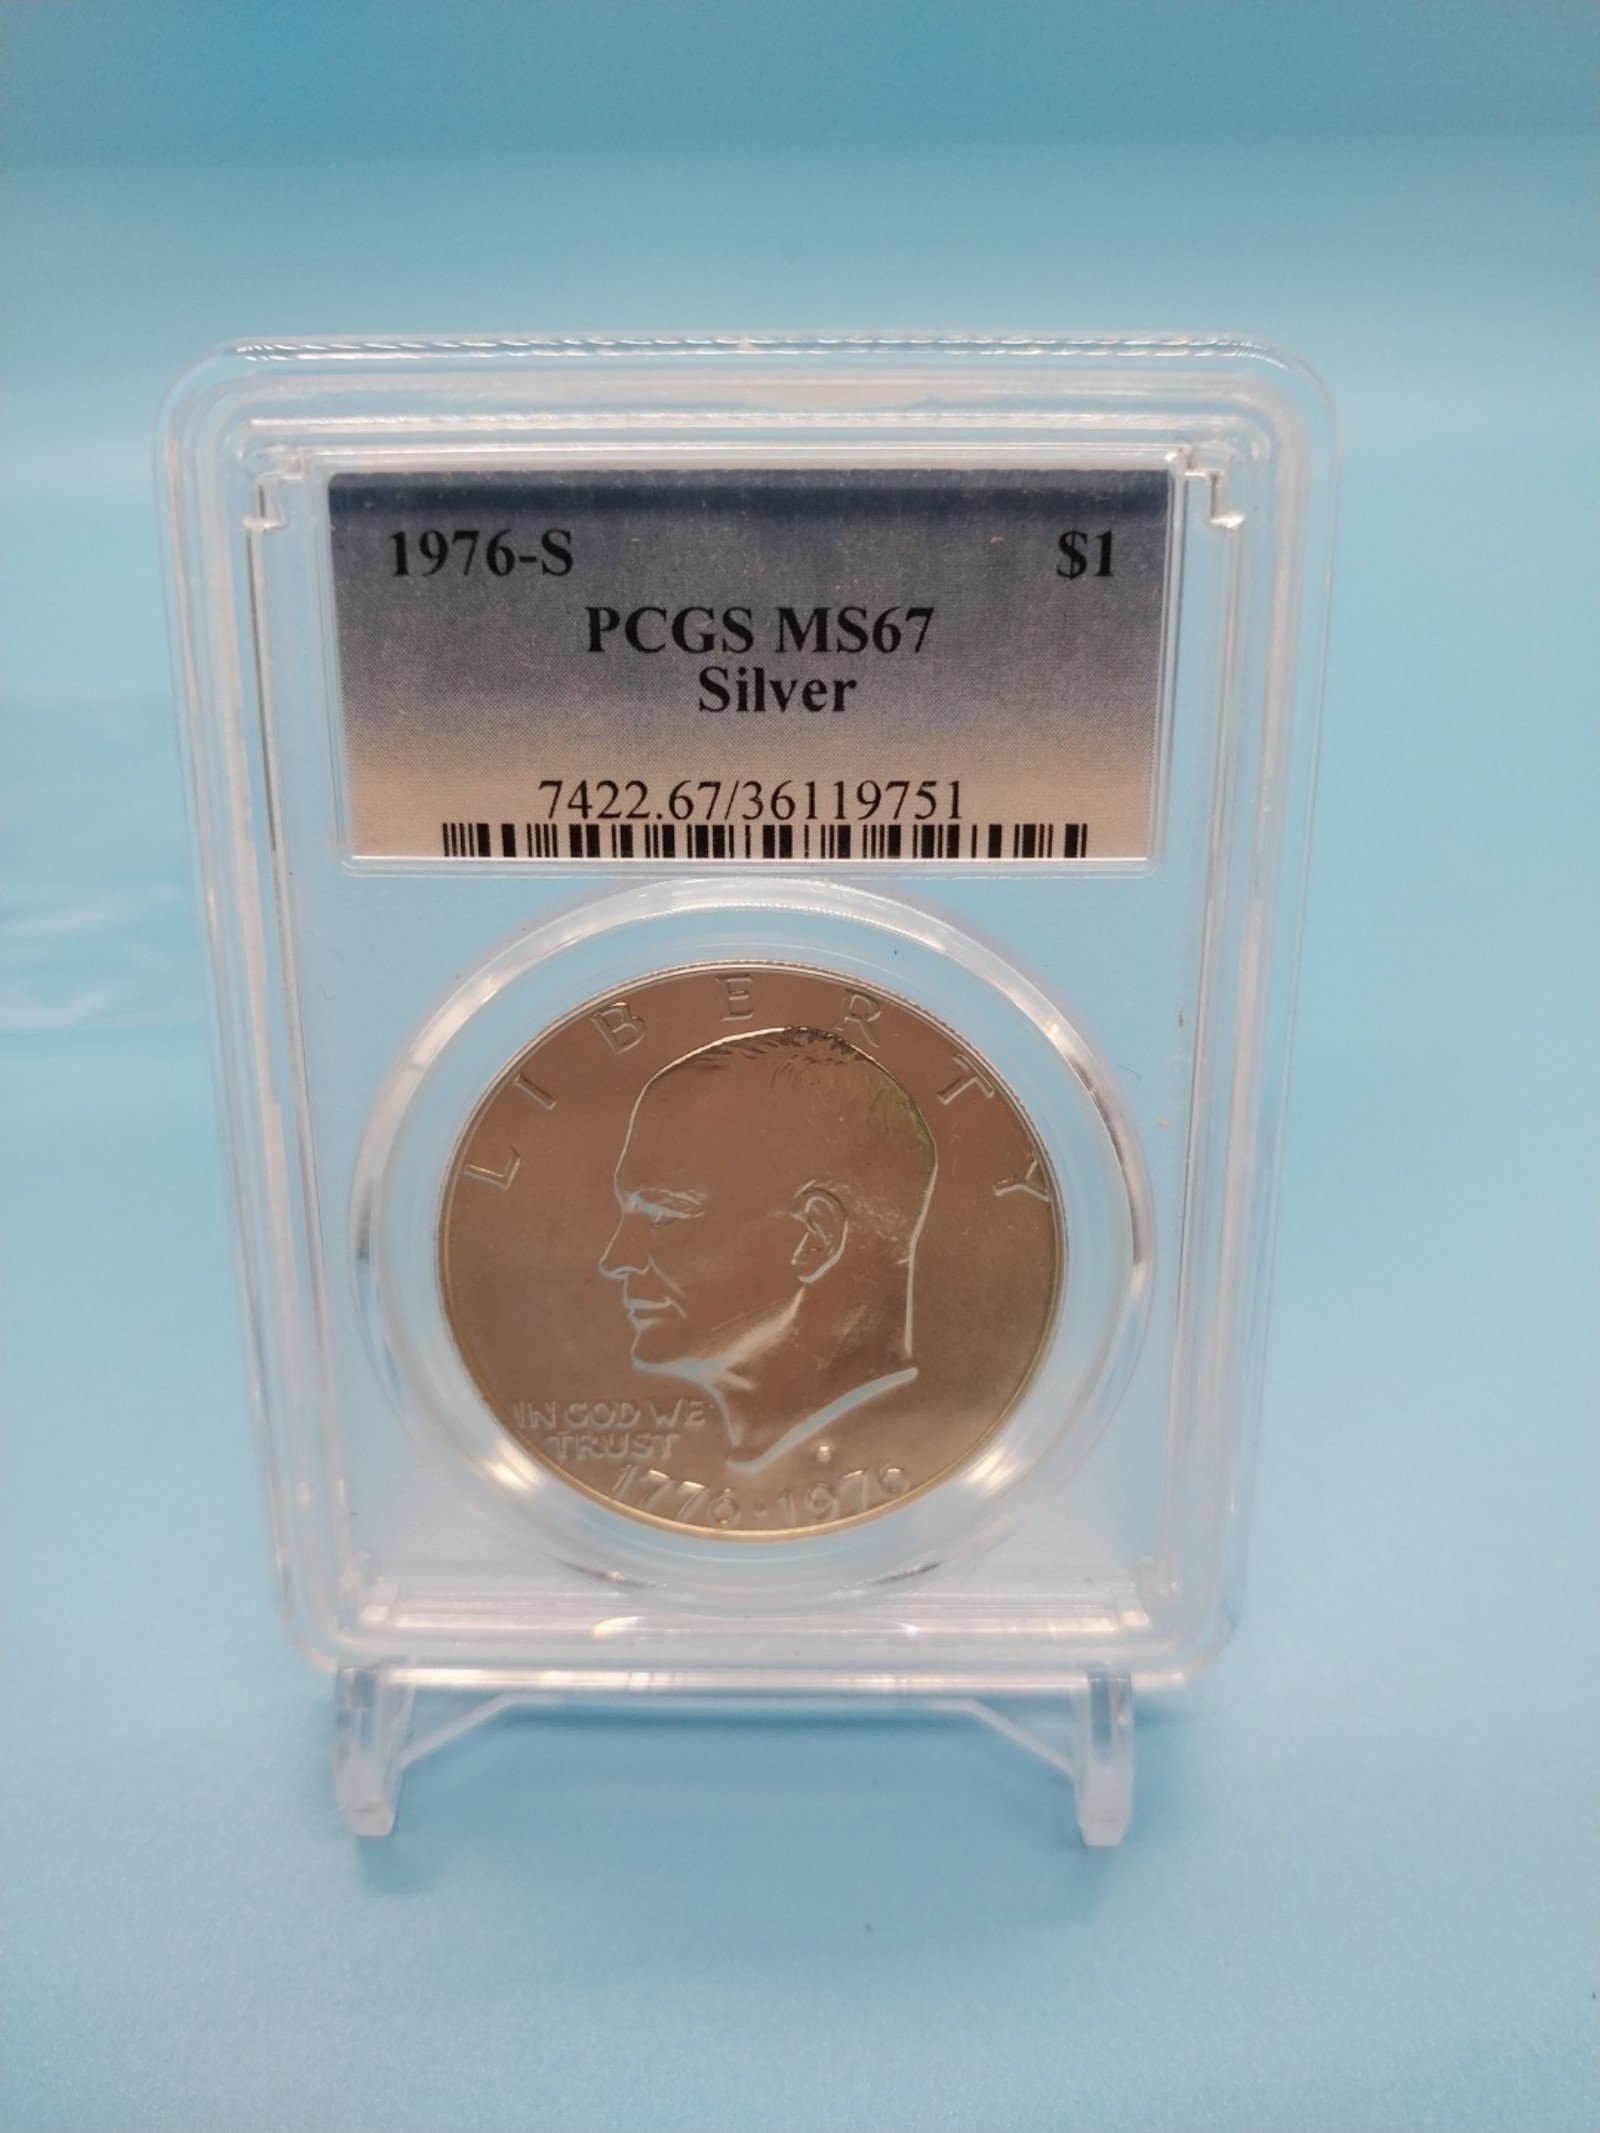 1976-S $1
PCGS MS67
Silver
7422.67/36119751
LIBERTY
IN GOD WE
TRUST
1776·1976